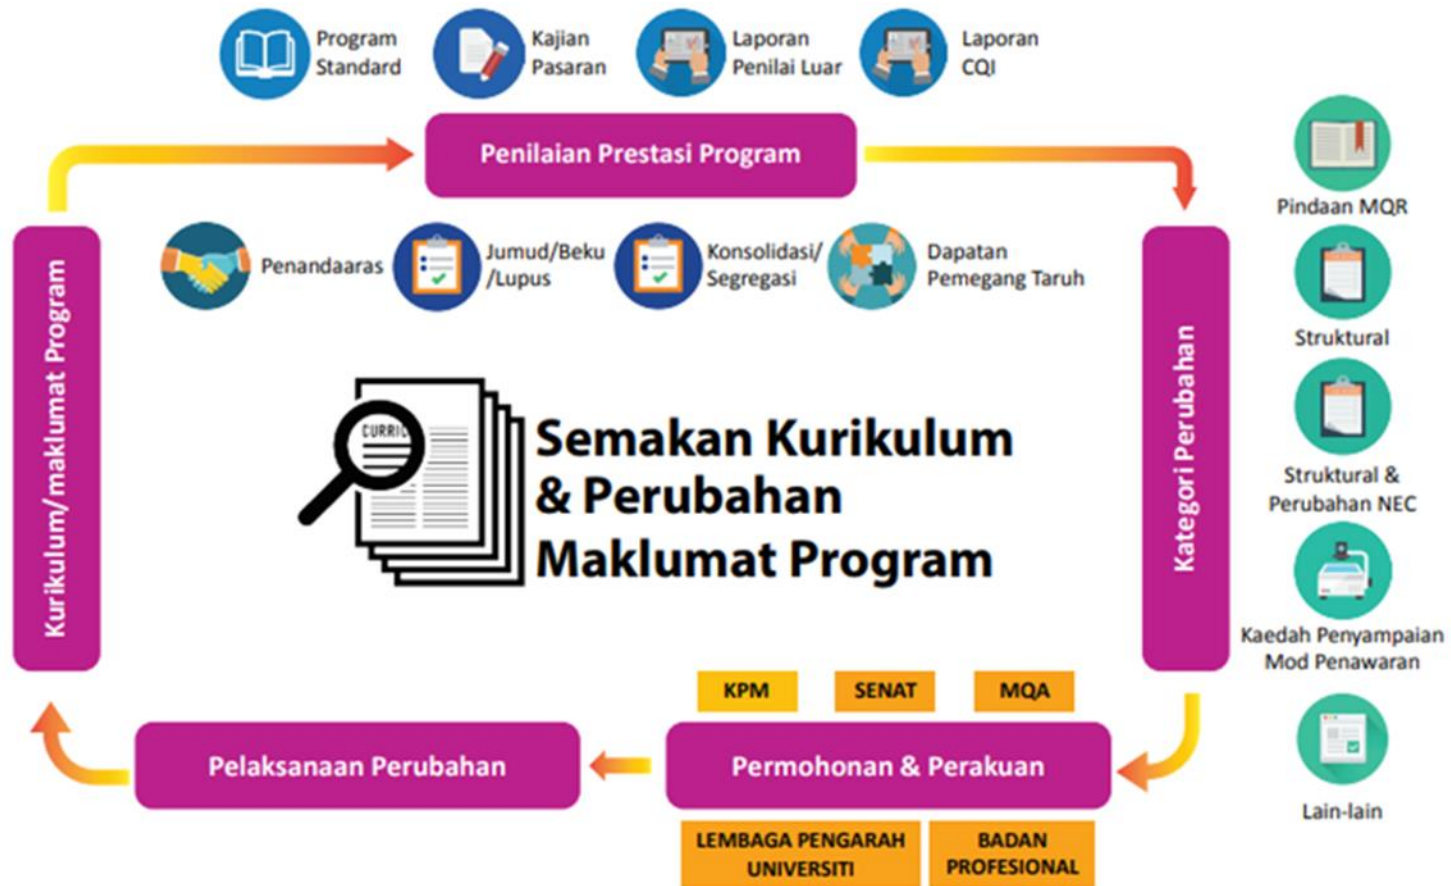 Program
Standard
Kajian
Pasaran
Laporan
Penilai Luar
Laporan
CQI
Penilaian Prestasi Program
Penandaaras
Jumud/Beku
/Lupus
Konsolidasi/
Segregasi
Dapatan
Pemegang Taruh
Kurikulum/maklumat Program
CURRIC
Semakan Kurikulum
& Perubahan
Maklumat Program
Kategori Perubahan
Pindaan MQR
Struktural
Struktural &
Perubahan NEC
Kaedah Penyampaian
Mod Penawaran
Lain-lain
KPM
SENAT
MQA
Permohonan & Perakuan
LEMBAGA PENGARAH
UNIVERSITI
BADAN
PROFESIONAL
Pelaksanaan Perubahan